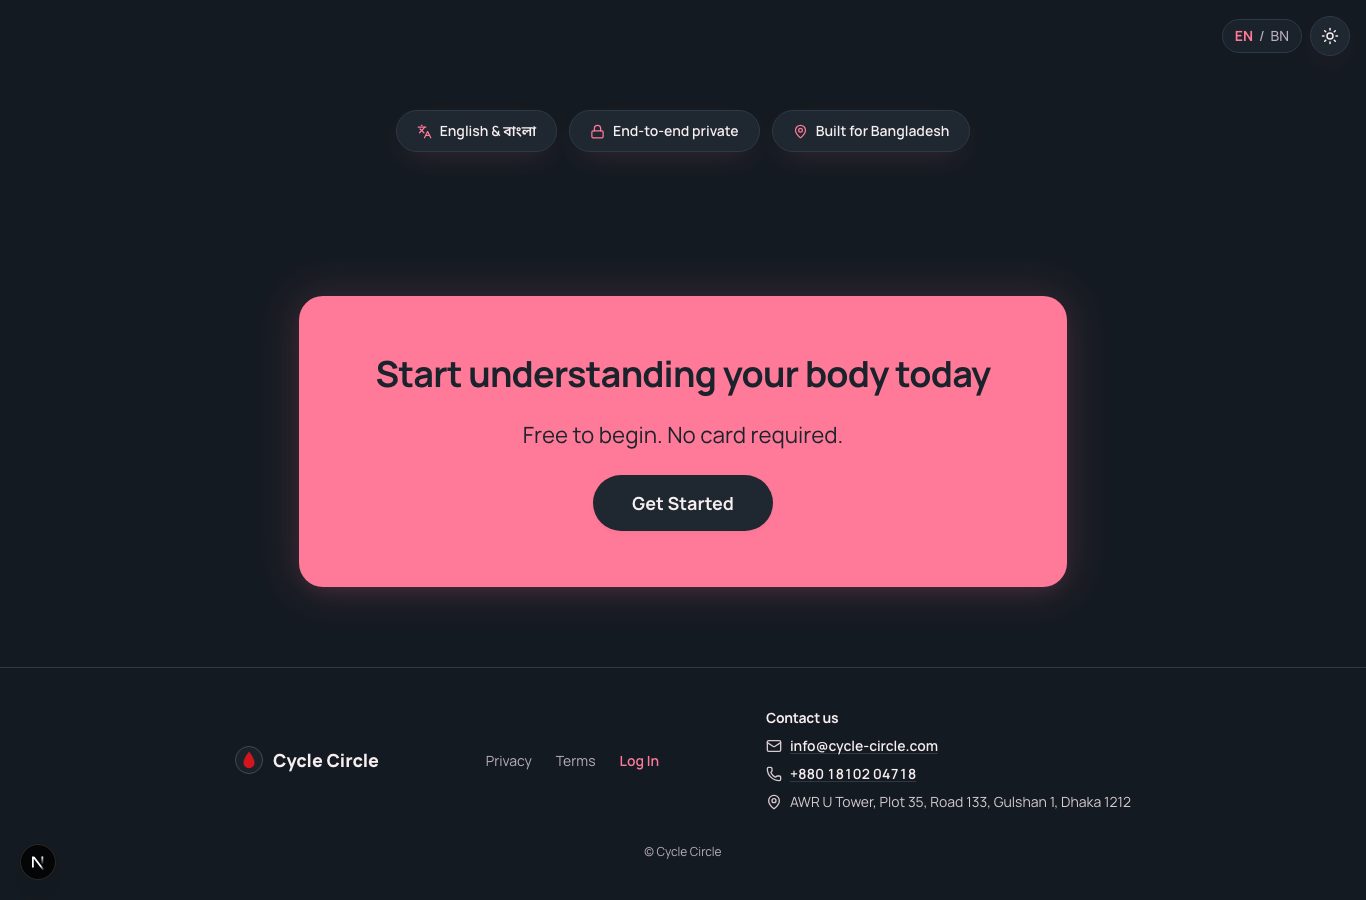 EN / BN
English & বাংলা
End-to-end private
Built for Bangladesh
Start understanding your body today
Free to begin. No card required.
Get Started
Cycle Circle
Privacy
Terms
Log In
Contact us
info@cycle-circle.com
+880 18102 04718
AWR U Tower, Plot 35, Road 133, Gulshan 1, Dhaka 1212
© Cycle Circle
N